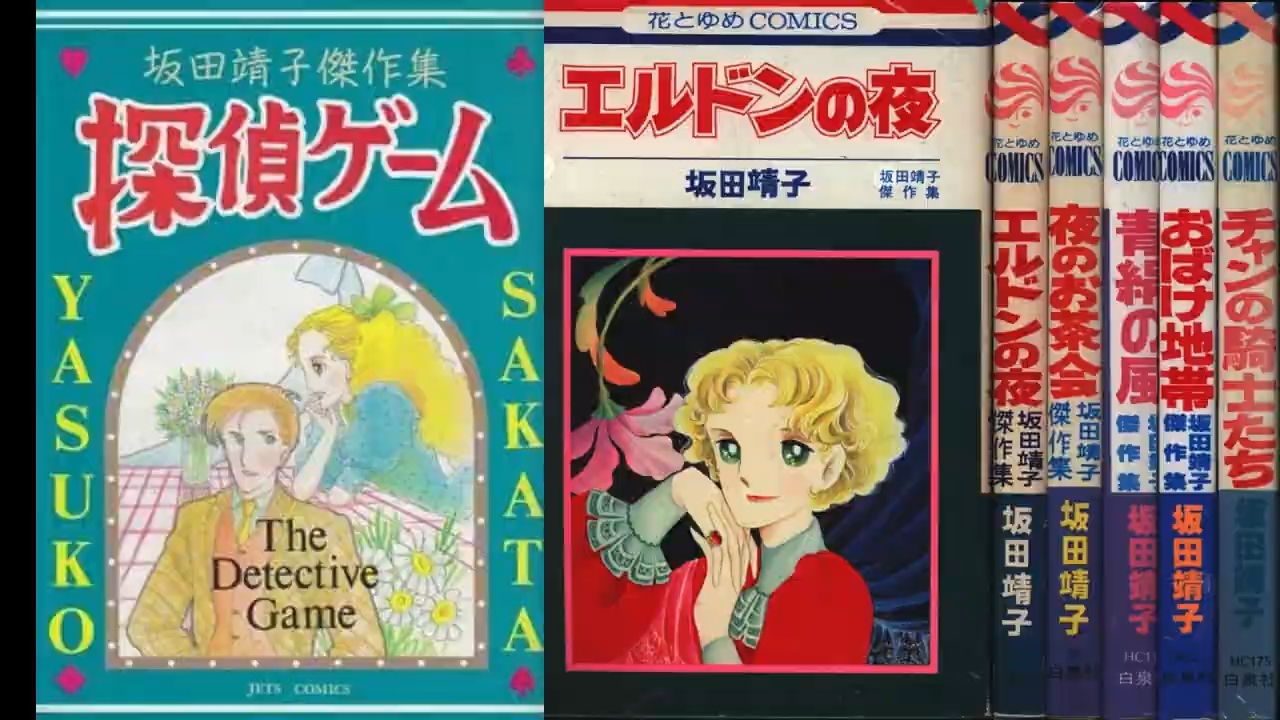 坂田靖子傑作集
探偵ゲーム
YASUKO
SAKATA
The
Detective
Game
JETS COMICS
花とゆめCOMICS
エルドンの夜
坂田靖子
坂田靖子
傑作集
花とゆめ
COMICS
エルドンの夜
坂田靖子
傑作集
坂田靖子
花とゆめ
COMICS
夜のお茶会
坂田靖子
傑作集
坂田靖子
花とゆめ
COMICS
青絹の風
傑作集
坂田靖子
白泉
花とゆめ
COMICS
おばけ地帯
坂田靖子
傑作集
坂田靖子
花とゆめ
COMICS
チャンの騎士たち
坂田靖子
HC175
白泉社